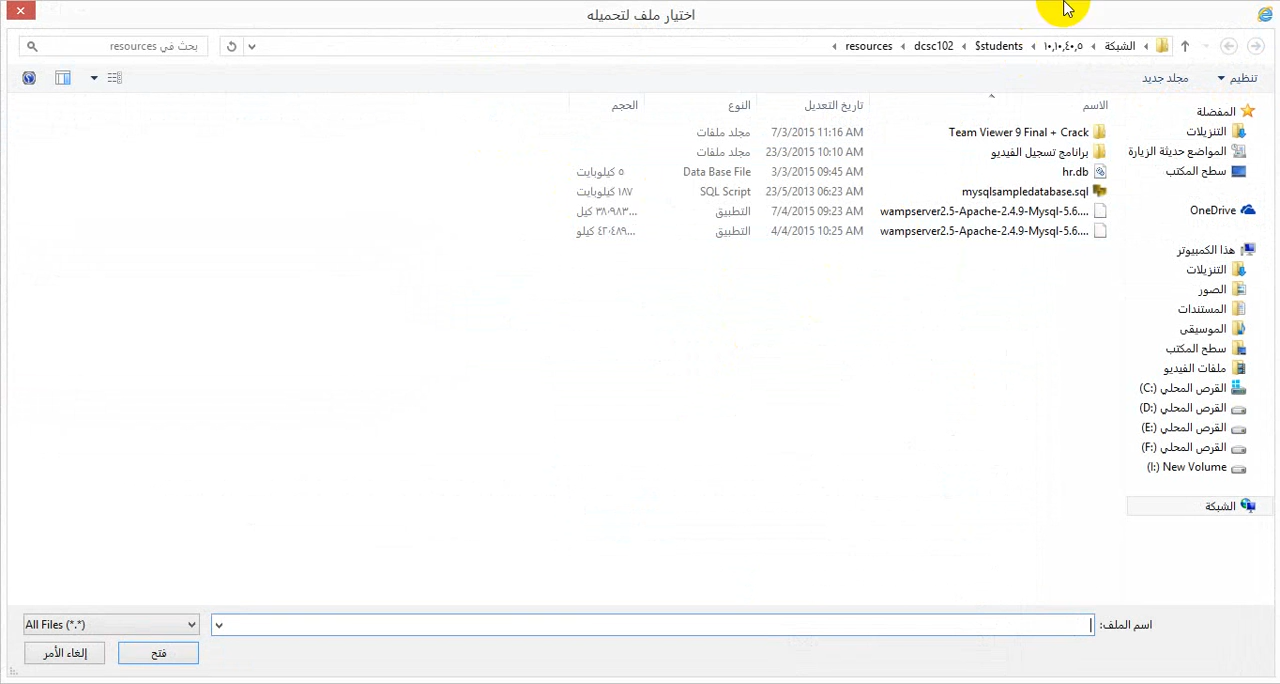 اختيار ملف لتحميله
الشبكة
١٠,١٠,٤٠,٥
$students
dcsc102
resources
بحث في resources
تنظيم
مجلد جديد
الاسم
تاريخ التعديل
النوع
الحجم
Team Viewer 9 Final + Crack
7/3/2015 11:16 AM
مجلد ملفات
برانامج تسجيل الفيديو
23/3/2015 10:10 AM
مجلد ملفات
hr.db
3/3/2015 09:45 AM
Data Base File
٥ كيلوبايت
mysqlsampledatabase.sql
23/5/2013 06:23 AM
SQL Script
١٨٧ كيلوبايت
wampserver2.5-Apache-2.4.9-Mysql-5.6....
7/4/2015 09:23 AM
التطبيق
٣٨٠٩٨٣ كيل...
wampserver2.5-Apache-2.4.9-Mysql-5.6....
4/4/2015 10:25 AM
التطبيق
٤٢٠٤٨٩ كيلو...
المفضلة
التنزيلات
المواضع حديثة الزيارة
سطح المكتب
OneDrive
هذا الكمبيوتر
التنزيلات
الصور
المستندات
الموسيقى
سطح المكتب
ملفات الفيديو
القرص المحلي (C:)
القرص المحلي (D:)
القرص المحلي (E:)
القرص المحلي (F:)
New Volume (I:)
الشبكة
اسم الملف:
All Files (*.*)
فتح
إلغاء الأمر